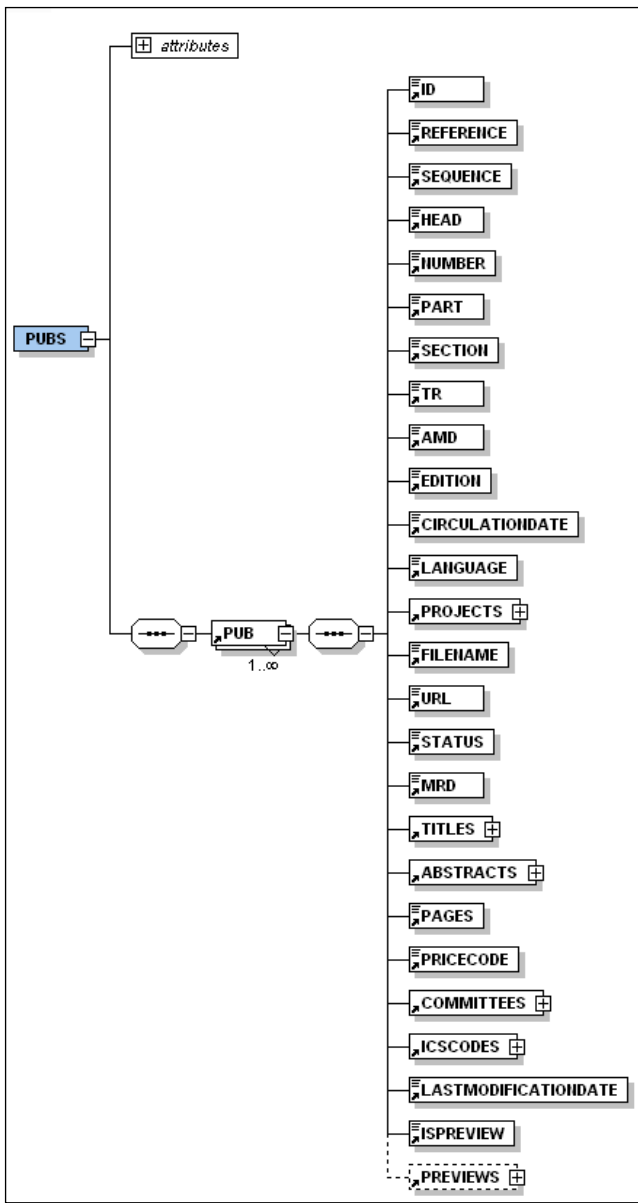 attributes
ID
REFERENCE
SEQUENCE
HEAD
NUMBER
PART
SECTION
TR
AMD
EDITION
CIRCULATIONDATE
LANGUAGE
PROJECTS
FILENAME
URL
STATUS
MRD
TITLES
ABSTRACTS
PAGES
PRICECODE
COMMITTEES
ICSCODES
LASTMODIFICATIONDATE
ISPREVIEW
PREVIEWS
PUBS
PUB
1..∞